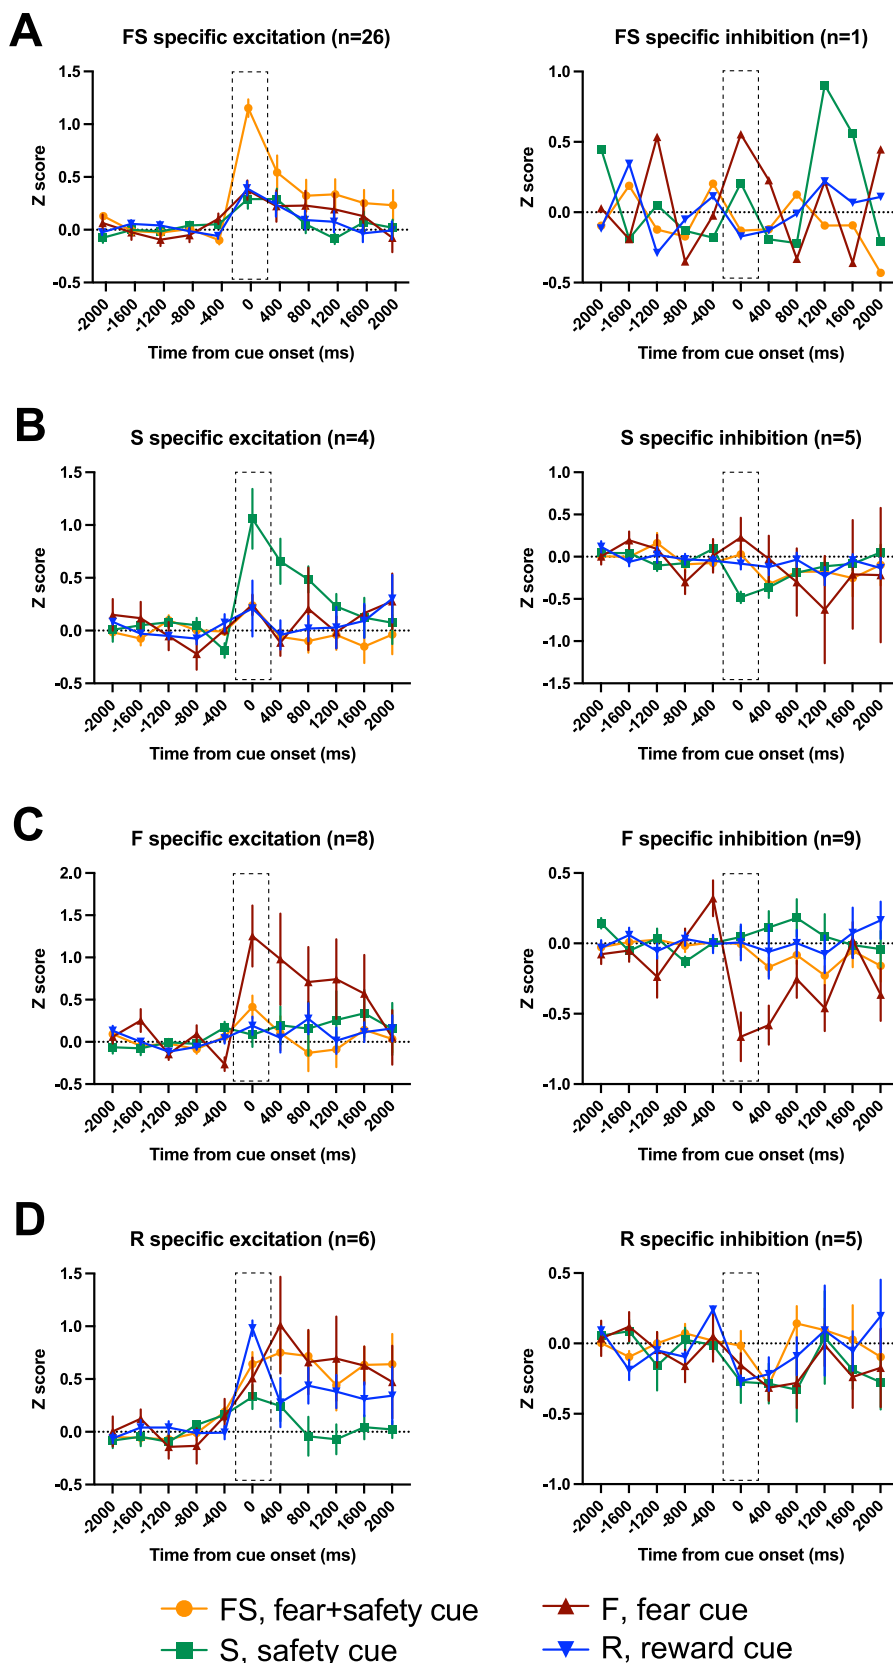 A
FS specific excitation (n=26)
1.5
1.0
0.5
0.0
-0.5
Z score
-2000 -1600 -1200 -800 -400 0 400 800 1200 1600 2000
Time from cue onset (ms)
FS specific inhibition (n=1)
1.0
0.5
0.0
-0.5
Z score
-2000 -1600 -1200 -800 -400 0 400 800 1200 1600 2000
Time from cue onset (ms)
B
S specific excitation (n=4)
1.5
1.0
0.5
0.0
-0.5
Z score
-2000 -1600 -1200 -800 -400 0 400 800 1200 1600 2000
Time from cue onset (ms)
S specific inhibition (n=5)
1.0
0.5
0.0
-0.5
-1.0
-1.5
Z score
-2000 -1600 -1200 -800 -400 0 400 800 1200 1600 2000
Time from cue onset (ms)
C
F specific excitation (n=8)
2.0
1.5
1.0
0.5
0.0
-0.5
Z score
-2000 -1600 -1200 -800 -400 0 400 800 1200 1600 2000
Time from cue onset (ms)
F specific inhibition (n=9)
0.5
0.0
-0.5
-1.0
Z score
-2000 -1600 -1200 -800 -400 0 400 800 1200 1600 2000
Time from cue onset (ms)
D
R specific excitation (n=6)
1.5
1.0
0.5
0.0
-0.5
Z score
-2000 -1600 -1200 -800 -400 0 400 800 1200 1600 2000
Time from cue onset (ms)
R specific inhibition (n=5)
0.5
0.0
-0.5
-1.0
Z score
-2000 -1600 -1200 -800 -400 0 400 800 1200 1600 2000
Time from cue onset (ms)
FS, fear+safety cue
F, fear cue
S, safety cue
R, reward cue